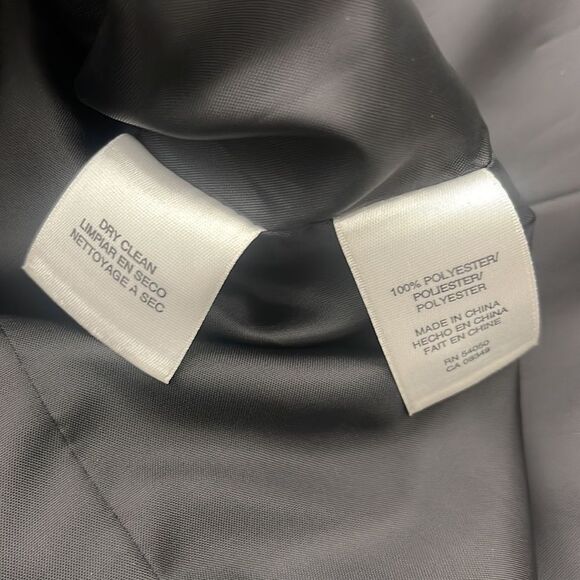 DRY CLEAN
LIMPIAR EN SECO
NETTOYAGE A SEC
100% POLYESTER/
POLIESTER/
POLYESTER
MADE IN CHINA
HECHO EN CHINA
FAIT EN CHINE
RN 54050
CA 09349